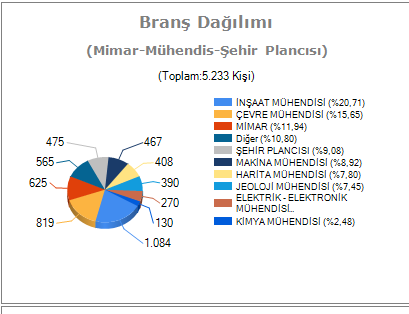 Branş Dağılımı
(Mimar-Mühendis-Şehir Plancısı)
(Toplam:5.233 Kişi)
475
467
565
408
625
390
270
819
130
1.084
İNŞAAT MÜHENDİSİ (%20,71)
ÇEVRE MÜHENDİSİ (%15,65)
MİMAR (%11,94)
Diğer (%10,80)
ŞEHİR PLANCISI (%9,08)
MAKİNA MÜHENDİSİ (%8,92)
HARİTA MÜHENDİSİ (%7,80)
JEOLOJİ MÜHENDİSİ (%7,45)
ELEKTRİK - ELEKTRONİK
MÜHENDİSİ...
KİMYA MÜHENDİSİ (%2,48)